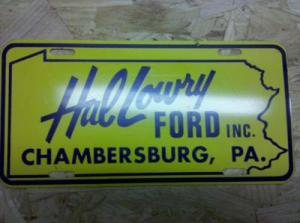 Hal Lowry
FORD INC.
CHAMBERSBURG, PA.